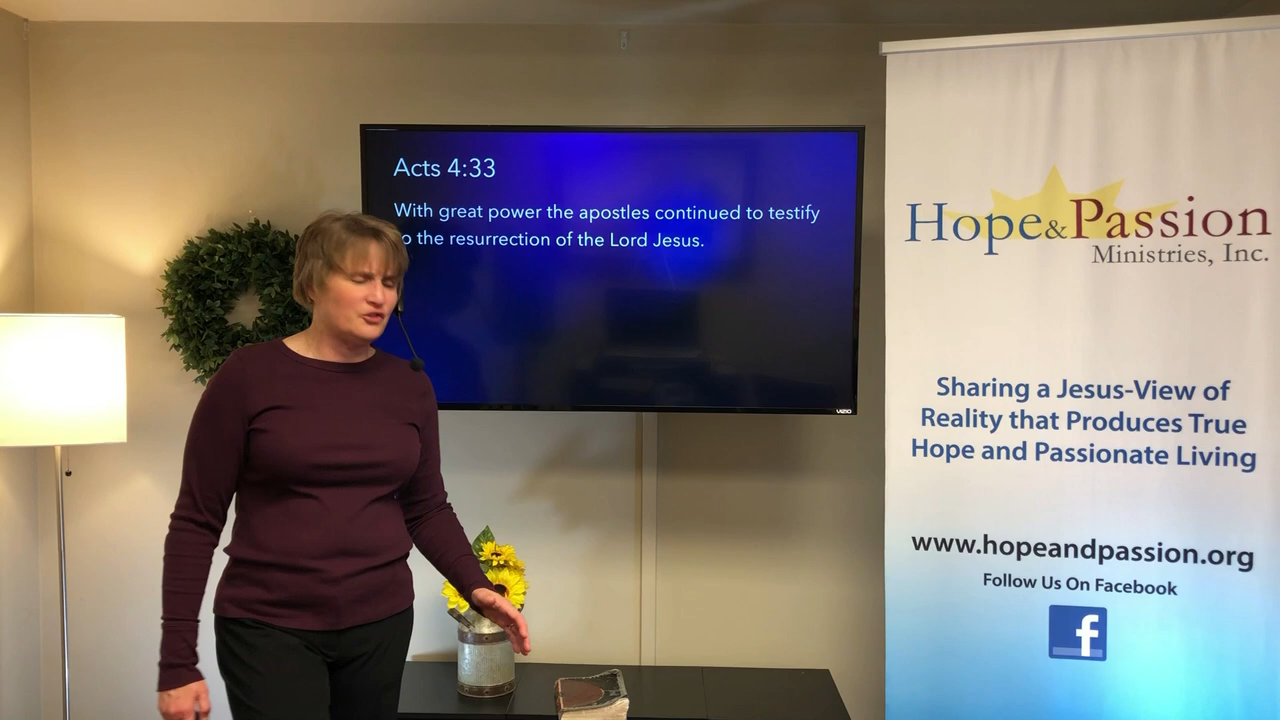 Acts 4:33
With great power the apostles continued to testify
o the resurrection of the Lord Jesus.
VIZIO
Hope&Passion
Ministries, Inc.
Sharing a Jesus-View of
Reality that Produces True
Hope and Passionate Living
www.hopeandpassion.org
Follow Us On Facebook
f